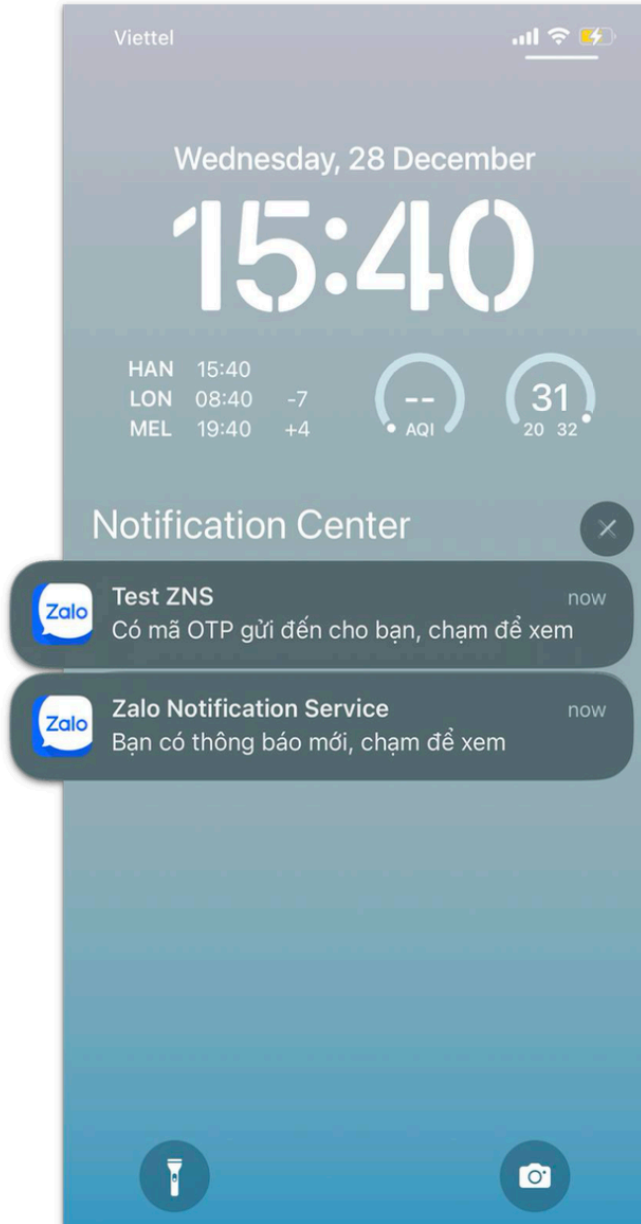 Viettel
Wednesday, 28 December
15:40
HAN 15:40
LON 08:40 -7
MEL 19:40 +4
--
AQI
31
20 32
Notification Center
Zalo
Test ZNS
now
Có mã OTP gửi đến cho bạn, chạm để xem
Zalo
Zalo Notification Service
now
Bạn có thông báo mới, chạm để xem